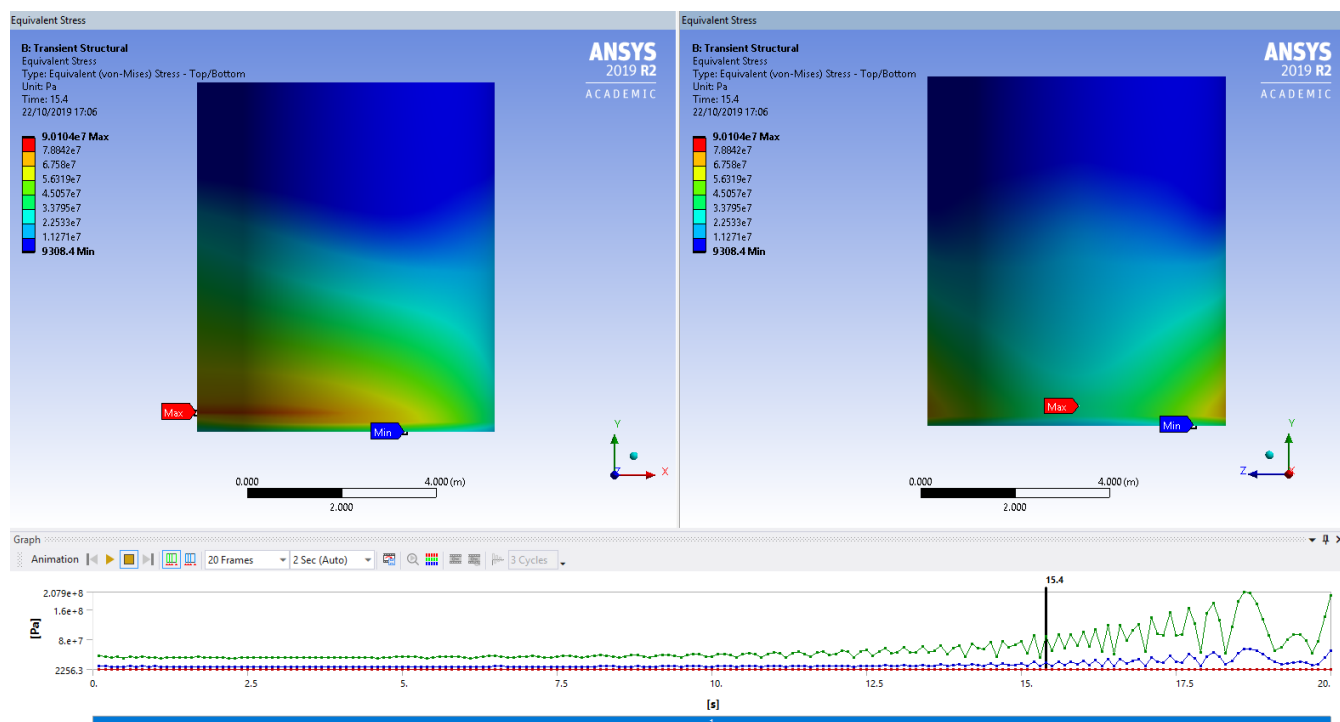 Equivalent Stress
B: Transient Structural
Equivalent Stress
Type: Equivalent (von-Mises) Stress - Top/Bottom
Unit: Pa
Time: 15.4
22/10/2019 17:06
9.0104e7 Max
7.8842e7
6.758e7
5.6319e7
4.5057e7
3.3795e7
2.2533e7
1.1271e7
9308.4 Min
ANSYS
2019 R2
ACADEMIC
Max
Min
Y
Z
X
0.000
4.000 (m)
2.000
Equivalent Stress
B: Transient Structural
Equivalent Stress
Type: Equivalent (von-Mises) Stress - Top/Bottom
Unit: Pa
Time: 15.4
22/10/2019 17:06
9.0104e7 Max
7.8842e7
6.758e7
5.6319e7
4.5057e7
3.3795e7
2.2533e7
1.1271e7
9308.4 Min
ANSYS
2019 R2
ACADEMIC
Max
Min
Y
Z
X
0.000
4.000 (m)
2.000
Graph
Animation
20 Frames
2 Sec (Auto)
3 Cycles
15.4
2.079e+8
1.6e+8
8.e+7
2256.3
[Pa]
0.
2.5
5.
7.5
10.
12.5
15.
17.5
20.
[s]